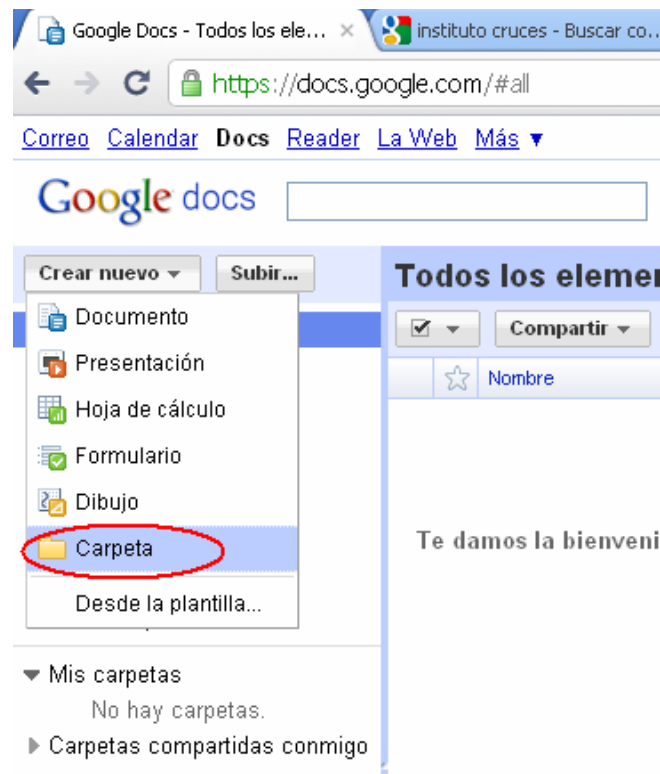 Google Docs - Todos los ele...
instituto cruces - Buscar co...
https://docs.google.com/#all
Correo Calendar Docs Reader La Web Más ▼
Google docs
Crear nuevo Subir...
Todos los elemen
Documento
Compartir
Presentación
Nombre
Hoja de cálculo
Formulario
Dibujo
Carpeta
Te damos la bienveni
Desde la plantilla...
Mis carpetas
No hay carpetas.
Carpetas compartidas conmigo